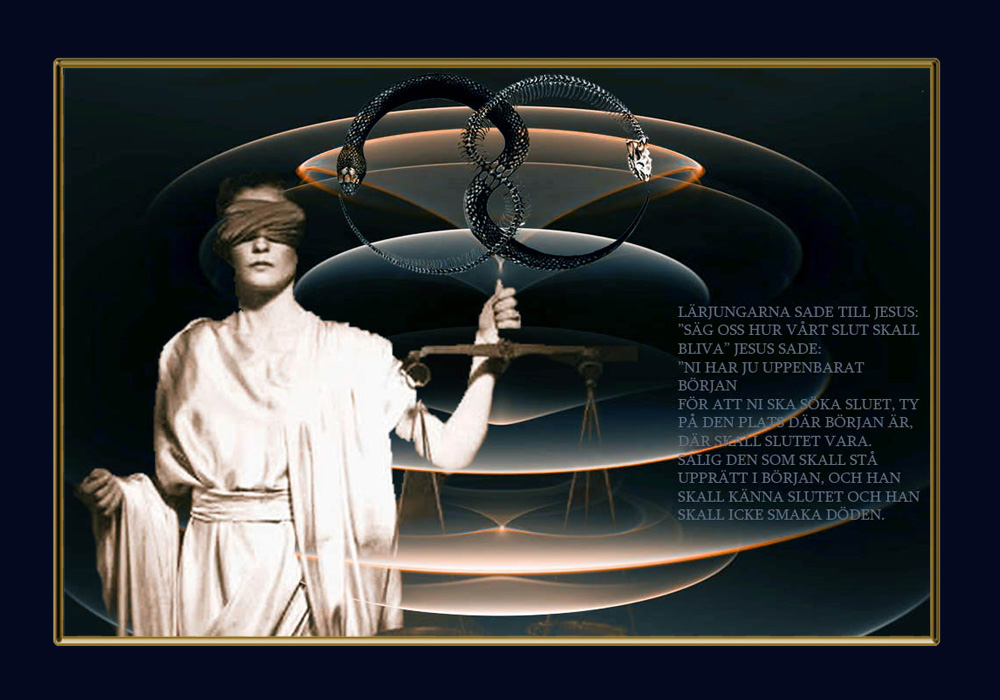 LÄRJUNGARNA SADE TILL JESUS:
"SÄG OSS HUR VÅRT SLUT SKALL
BLIVA" JESUS SADE:
"NI HAR JU UPPENBARAT
BÖRJAN
FÖR ATT NI SKA SÖKA SLUET, TY
PÅ DEN PLATS DÄR BÖRJAN ÄR,
DÄR SKALL SLUTET VARA.
SALIG DEN SOM SKALL STÅ
UPPRÄTT I BÖRJAN, OCH HAN
SKALL KÄNNA SLUTET OCH HAN
SKALL ICKE SMAKA DÖDEN.